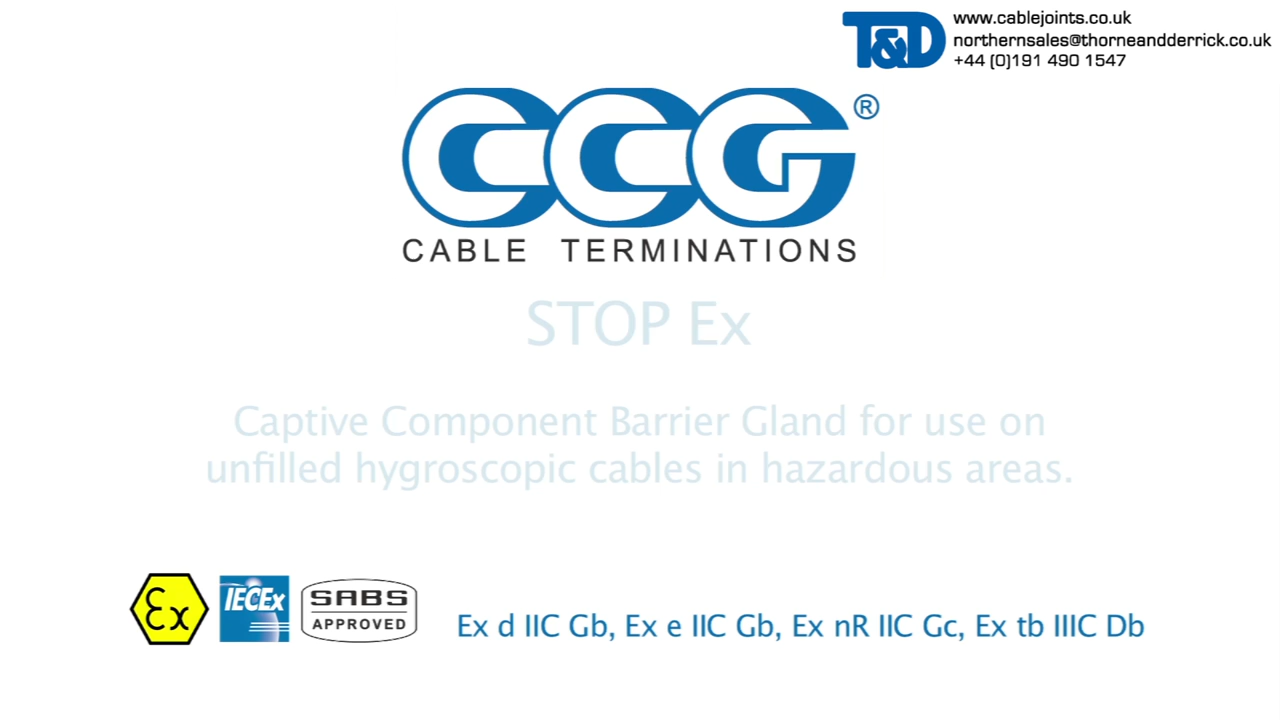 T&D
www.cablejoints.co.uk
northernsales@thorneandderrick.co.uk
+44 (0)191 490 1547
CCG®
CABLE TERMINATIONS
STOP Ex
Captive Component Barrier Gland for use on
unfilled hygroscopic cables in hazardous areas.
Ex
IECEx
SABS
APPROVED
Ex d IIC Gb, Ex e IIC Gb, Ex nR IIC Gc, Ex tb IIIC Db